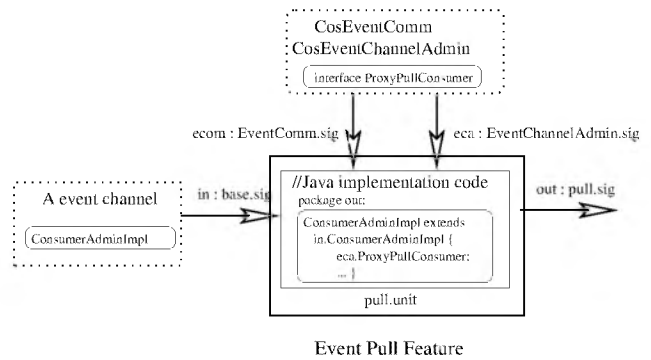 CosEventComm
CosEventChannelAdmin
interface ProxyPullConsumer
ecom : EventComm.sig
eca : EventChannelAdmin.sig
A event channel
ConsumerAdminImpl
in : base.sig
//Java implementation code
package out;
ConsumerAdminImpl extends
in.ConsumerAdminImpl {
eca.ProxyPullConsumer;
... }
pull.unit
out : pull.sig
Event Pull Feature